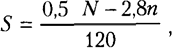 S = (0,5 N − 2,8n) / 120 ,